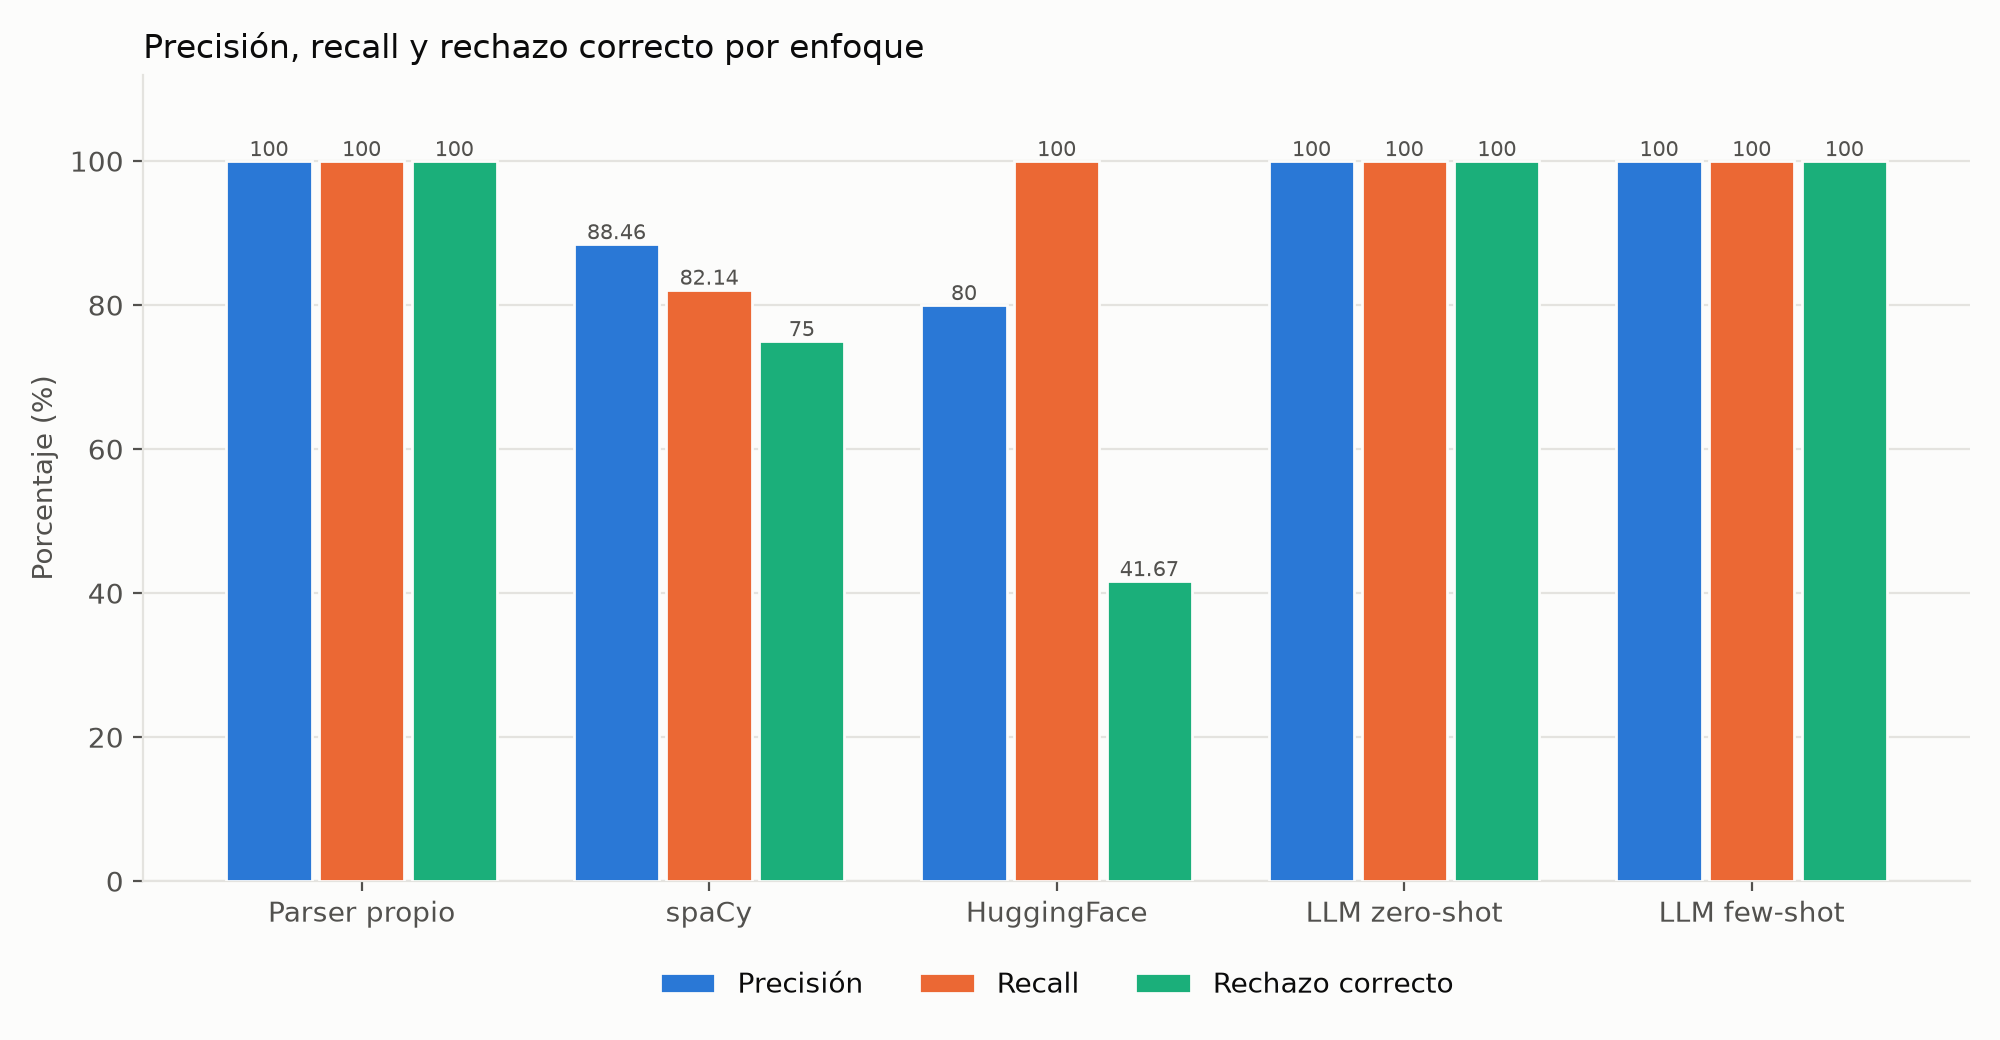 Precisión, recall y rechazo correcto por enfoque
Porcentaje (%)
100
80
60
40
20
0
100 100 100
88.46 82.14 75
80 100 41.67
100 100 100
100 100 100
Parser propio spaCy HuggingFace LLM zero-shot LLM few-shot
Precisión Recall Rechazo correcto